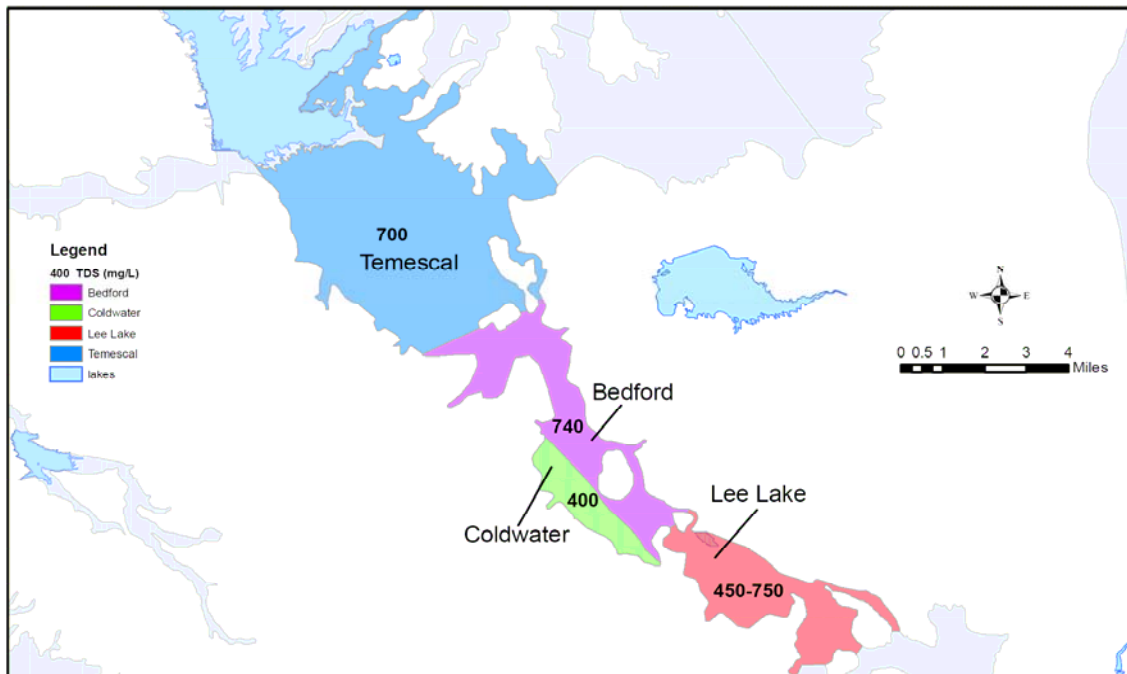 700
Temescal
Legend
400 TDS (mg/L)
Bedford
Coldwater
Lee Lake
Temescal
lakes
N
W E
S
0 0.5 1 2 3 4
Miles
Bedford
740
400
Coldwater
Lee Lake
450-750